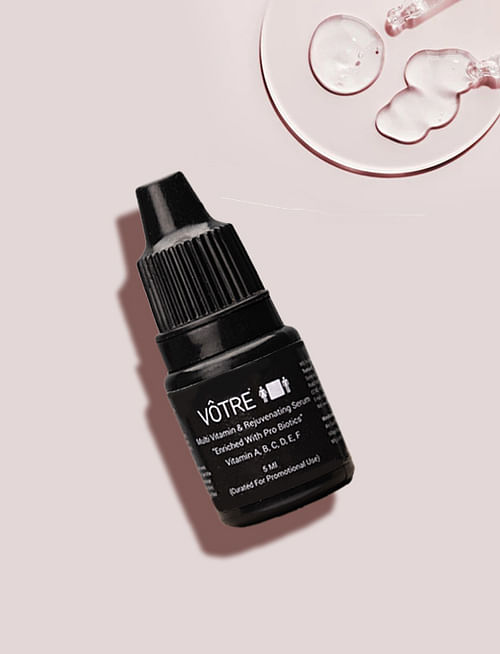 VÔTRE
Multi Vitamin & Rejuvenating Serum
"Enriched With Pro Biotics"
Vitamin A, B, C, D, E, F
5 Ml
(Curated For Promotional Use)